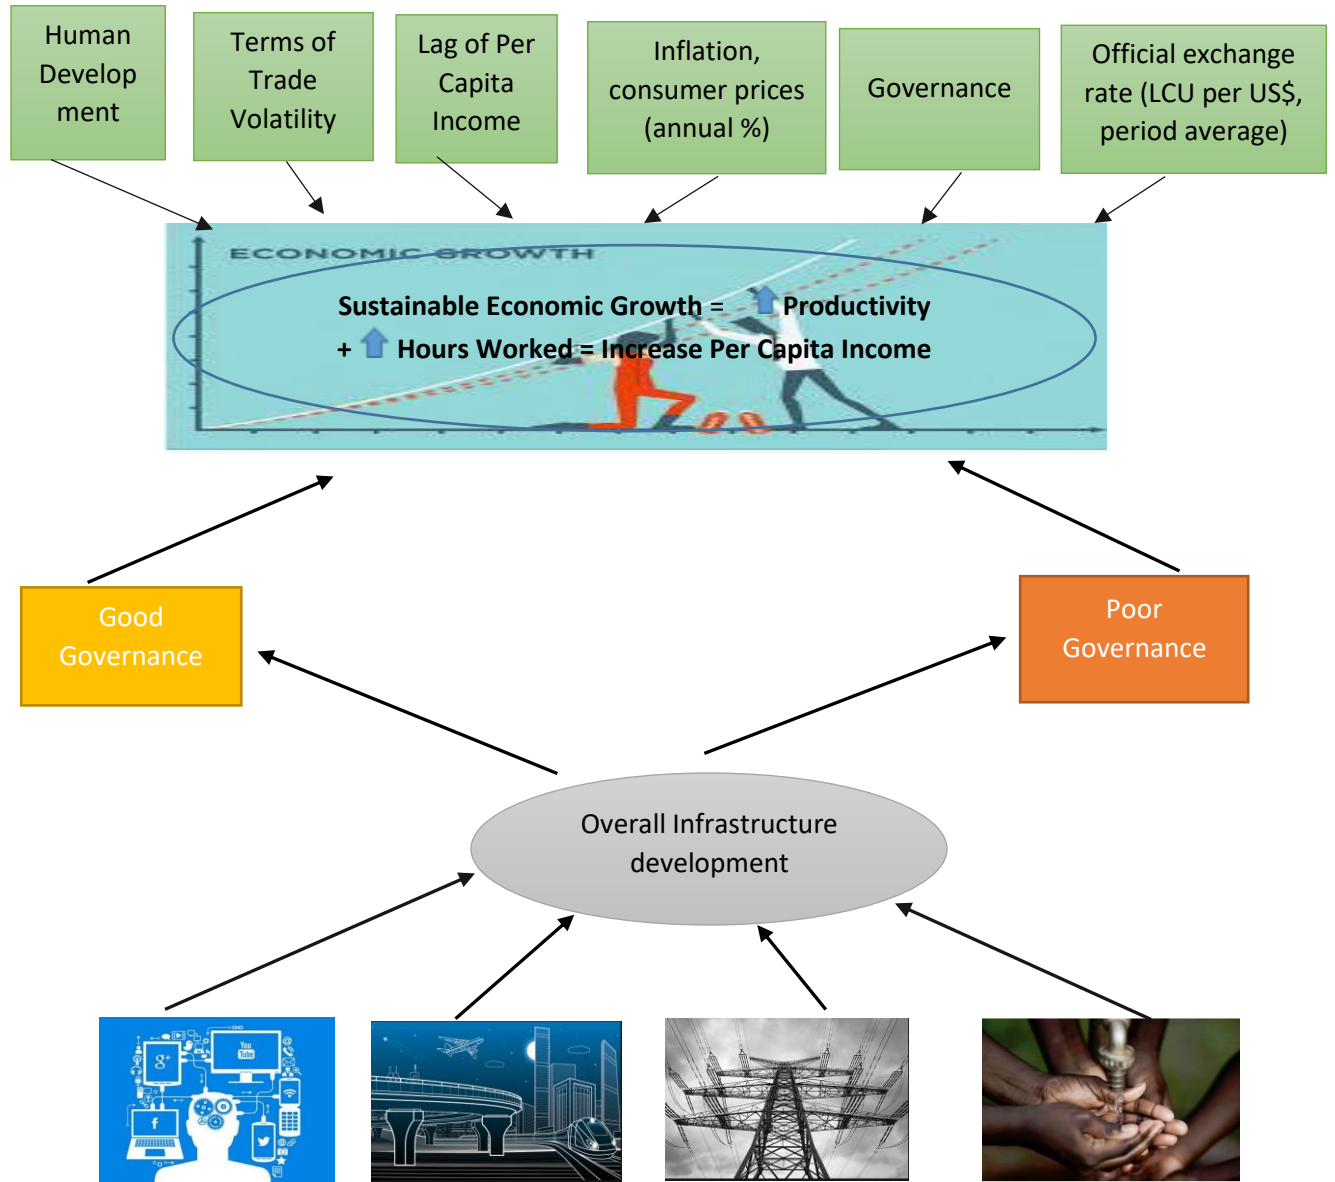 Human
Develop
ment
Terms of
Trade
Volatility
Lag of Per
Capita
Income
Inflation,
consumer prices
(annual %)
Governance
Official exchange
rate (LCU per US$,
period average)
ECONOMIC GROWTH
Sustainable Economic Growth = Productivity
+ Hours Worked = Increase Per Capita Income
Good
Governance
Poor
Governance
Overall Infrastructure
development
g+
You
Tube
f
@